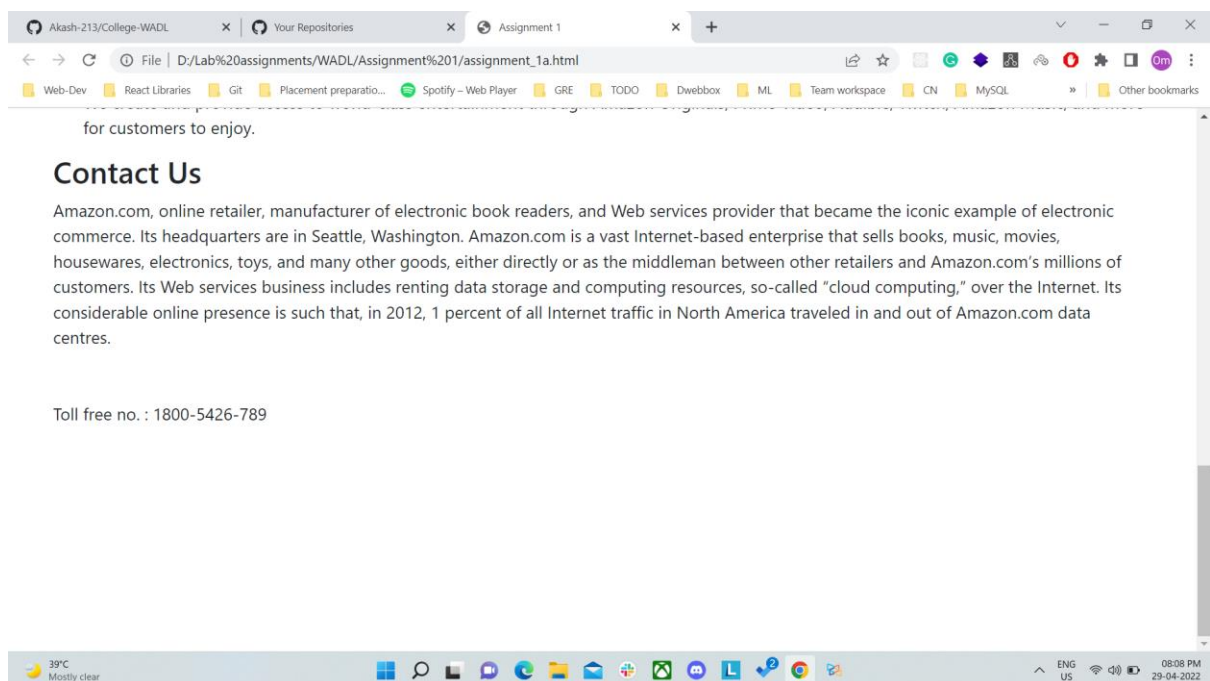 Akash-213/College-WADL
Your Repositories
Assignment 1
File | D:/Lab%20assignments/WADL/Assignment%201/assignment_1a.html
Om
Web-Dev
React Libraries
Git
Placement preparatio...
Spotify – Web Player
GRE
TODO
Dwebbox
ML
Team workspace
CN
MySQL
»
Other bookmarks
for customers to enjoy.
Contact Us
Amazon.com, online retailer, manufacturer of electronic book readers, and Web services provider that became the iconic example of electronic
commerce. Its headquarters are in Seattle, Washington. Amazon.com is a vast Internet-based enterprise that sells books, music, movies,
housewares, electronics, toys, and many other goods, either directly or as the middleman between other retailers and Amazon.com’s millions of
customers. Its Web services business includes renting data storage and computing resources, so-called “cloud computing,” over the Internet. Its
considerable online presence is such that, in 2012, 1 percent of all Internet traffic in North America traveled in and out of Amazon.com data
centres.
Toll free no. : 1800-5426-789
39°C
Mostly clear
L
2
ENG
US
08:08 PM
29-04-2022